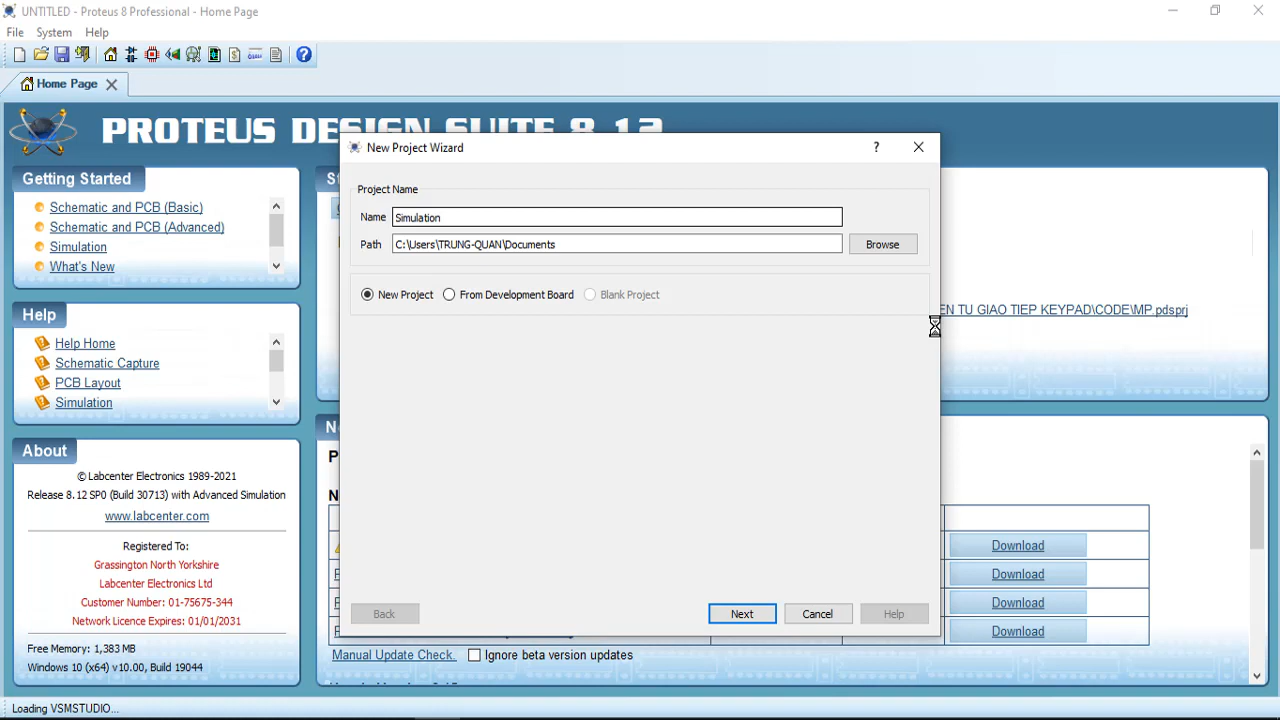 UNTITLED - Proteus 8 Professional - Home Page
File System Help
Home Page
PROTEUS DESIGN SUITE 8.12
Getting Started
Schematic and PCB (Basic)
Schematic and PCB (Advanced)
Simulation
What's New
Help
Help Home
Schematic Capture
PCB Layout
Simulation
About
© Labcenter Electronics 1989-2021
Release 8.12 SP0 (Build 30713) with Advanced Simulation
www.labcenter.com
Registered To:
Grassington North Yorkshire
Labcenter Electronics Ltd
Customer Number: 01-75675-344
Network Licence Expires: 01/01/2031
Free Memory: 1,383 MB
Windows 10 (x64) v10.00, Build 19044
New Project Wizard
Project Name
Name Simulation
Path C:\Users\TRUNG-QUAN\Documents Browse
New Project From Development Board Blank Project
Back Next Cancel Help
EN TU GIAO TIEP KEYPAD\CODE\MP.pdsprj
Download
Download
Download
Download
Manual Update Check. Ignore beta version updates
Loading VSMSTUDIO...